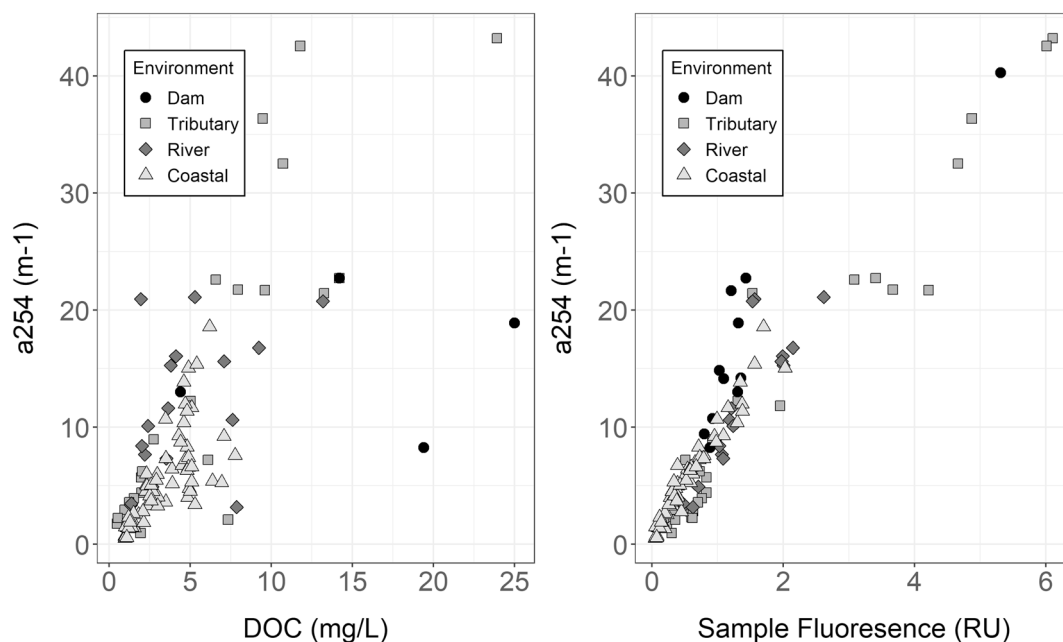 a254 (m-1)
40
30
20
10
0
Environment
Dam
Tributary
River
Coastal
0 5 10 15 20 25
DOC (mg/L)
a254 (m-1)
40
30
20
10
0
Environment
Dam
Tributary
River
Coastal
0 2 4 6
Sample Fluoresence (RU)